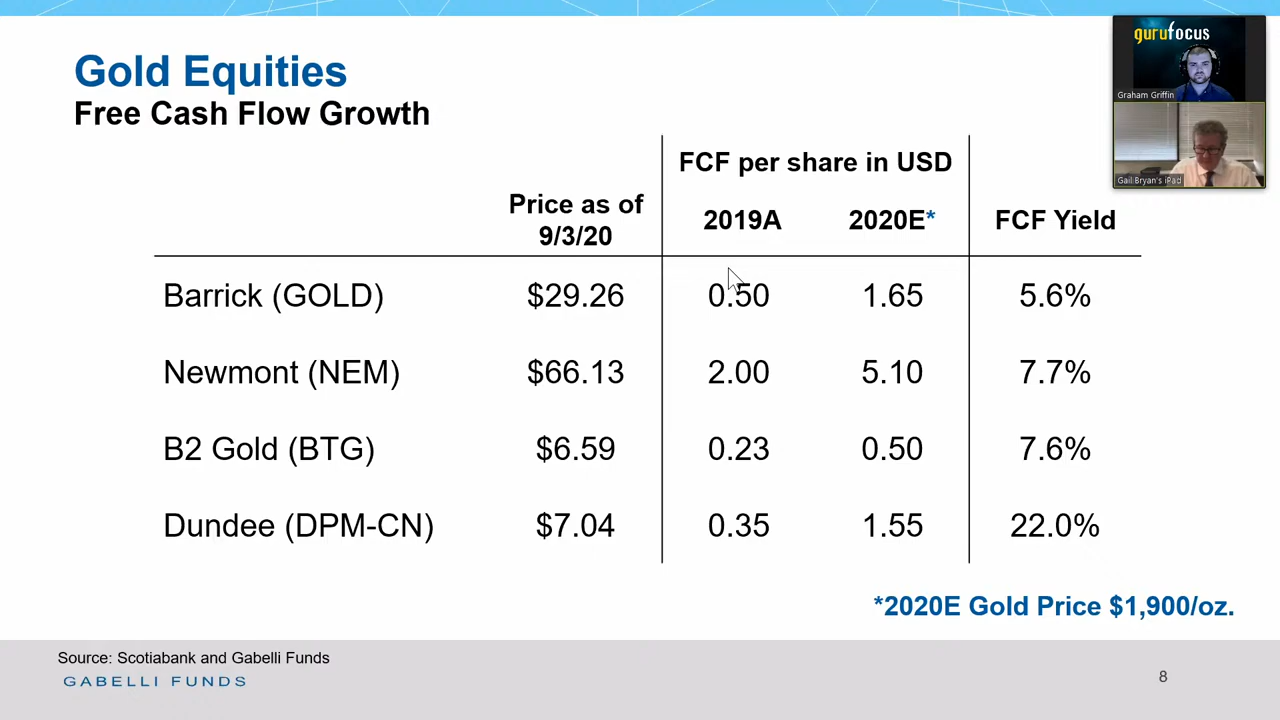 Gold Equities
Free Cash Flow Growth
gurufocus
Graham Griffin
Gail Bryan's iPad
FCF per share in USD
Price as of
9/3/20
2019A
2020E*
FCF Yield
Barrick (GOLD) $29.26 0.50 1.65 5.6%
Newmont (NEM) $66.13 2.00 5.10 7.7%
B2 Gold (BTG) $6.59 0.23 0.50 7.6%
Dundee (DPM-CN) $7.04 0.35 1.55 22.0%
*2020E Gold Price $1,900/oz.
Source: Scotiabank and Gabelli Funds
GABELLI FUNDS
8